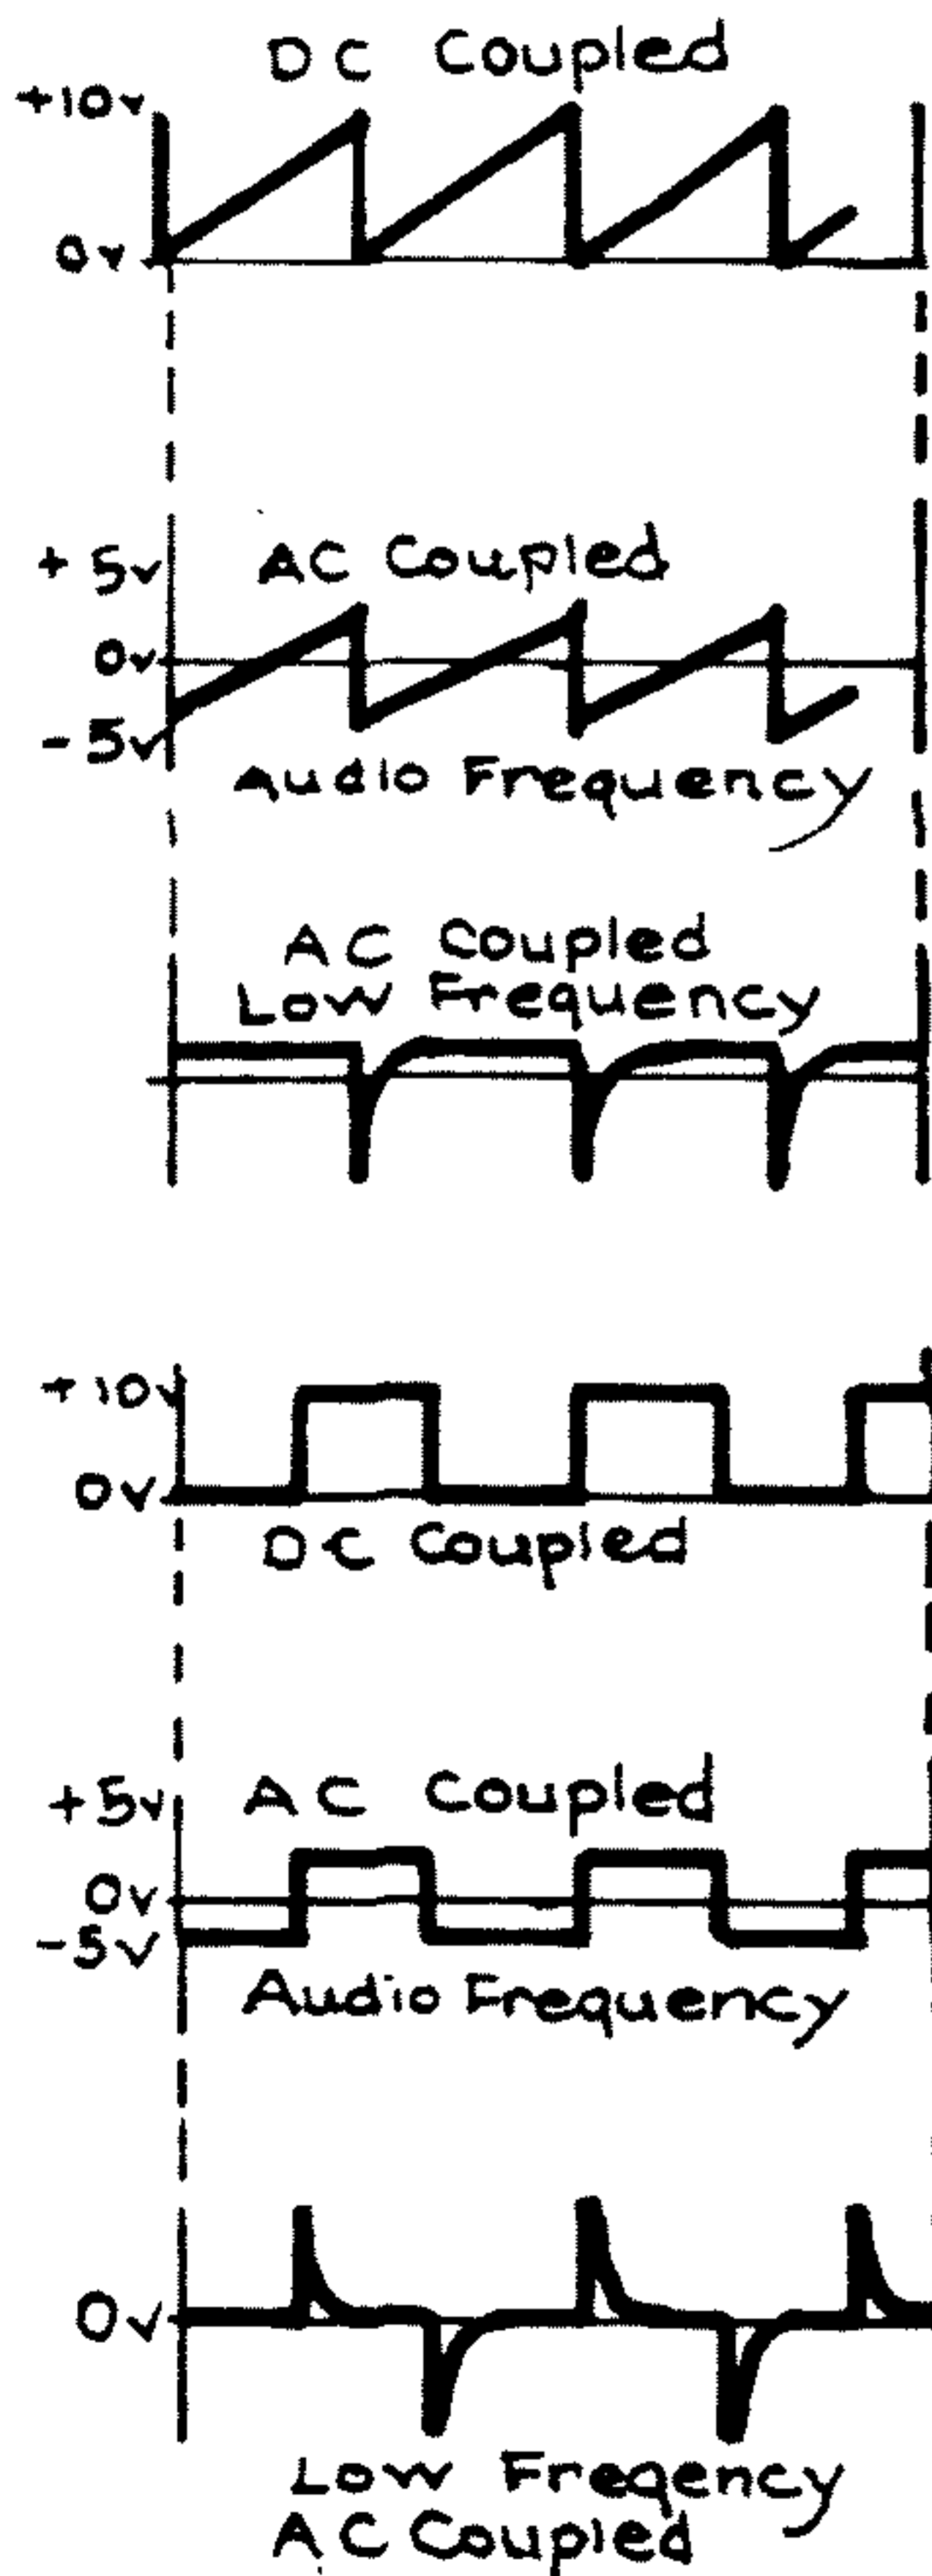 DC Coupled
+10v
0v
+5v
AC Coupled
0v
-5v
Audio Frequency
AC Coupled
Low Frequency
+10v
0v
DC Coupled
+5v
AC Coupled
0v
-5v
Audio Frequency
0v
Low Freqency
AC Coupled